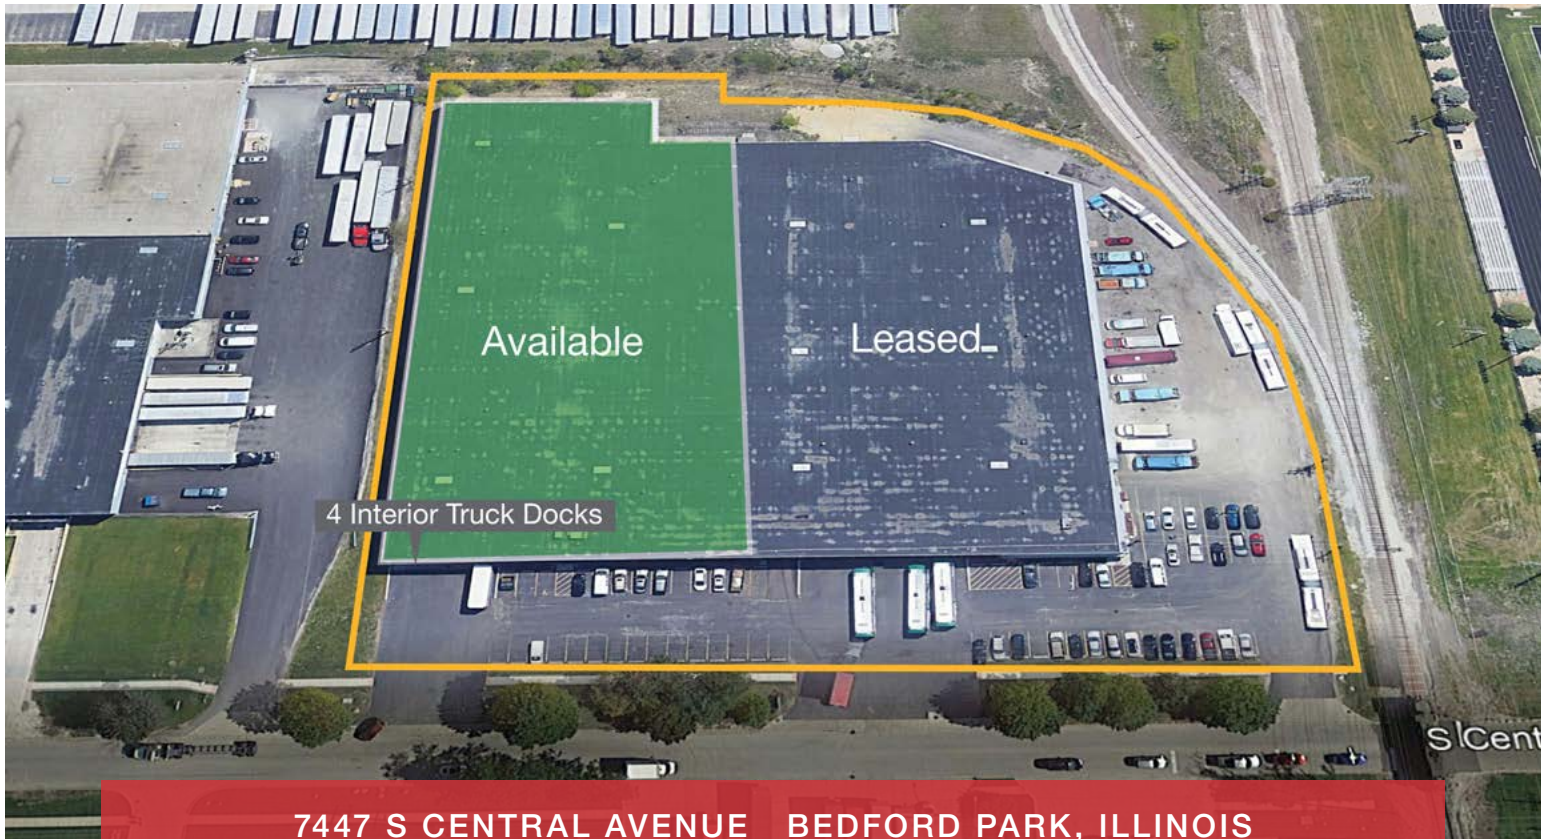 Available
Leased
4 Interior Truck Docks
S Cent
7447 S CENTRAL AVENUE BEDFORD PARK, ILLINOIS